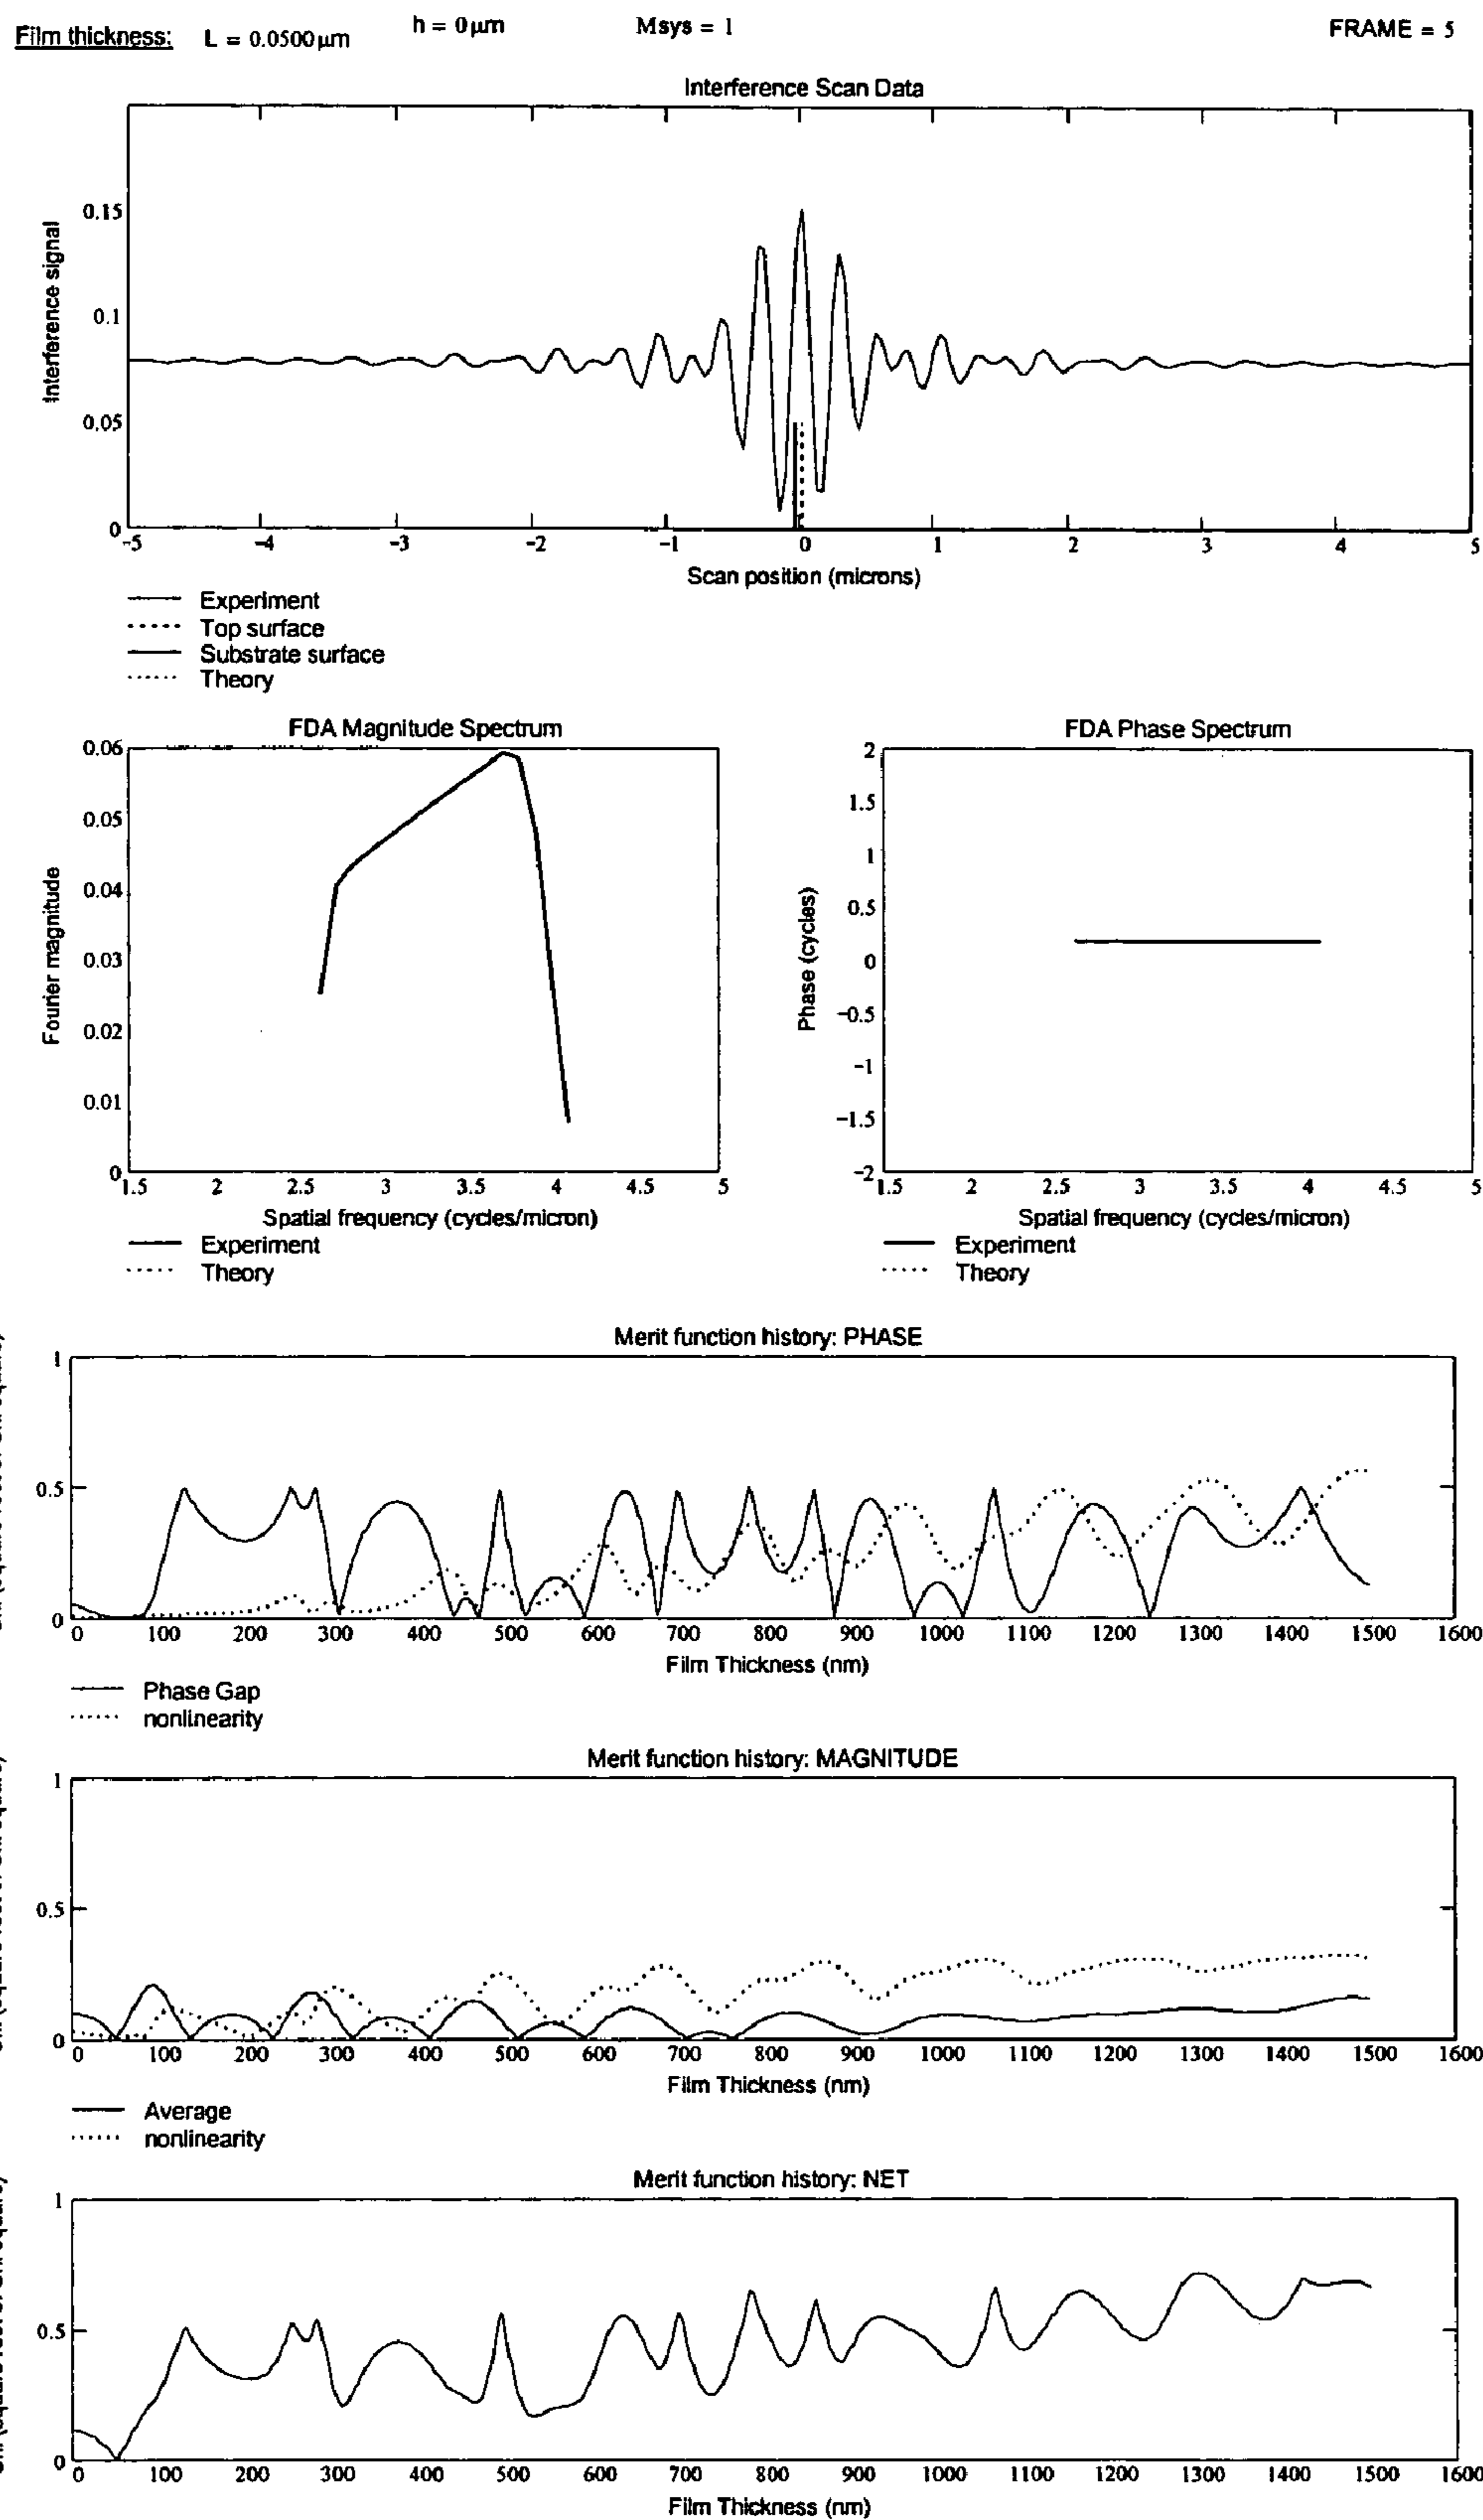 Film thickness: L = 0.0500 μm h = 0 μm Msys = 1 FRAME = 5
Interference Scan Data
Interference signal
0.15
0.1
0.05
0
-5 -4 -3 -2 -1 0 1 2 3 4 5
Scan position (microns)
Experiment
Top surface
Substrate surface
Theory
FDA Magnitude Spectrum
Fourier magnitude
0.06
0.05
0.04
0.03
0.02
0.01
0
1.5 2 2.5 3 3.5 4 4.5 5
Spatial frequency (cycles/micron)
Experiment
Theory
FDA Phase Spectrum
Phase (cycles)
2
1.5
1
0.5
0
-0.5
-1
-1.5
-2
1.5 2 2.5 3 3.5 4 4.5 5
Spatial frequency (cycles/micron)
Experiment
Theory
Merit function history: PHASE
1
0.5
0
0 100 200 300 400 500 600 700 800 900 1000 1100 1200 1300 1400 1500 1600
Film Thickness (nm)
Phase Gap
nonlinearity
Merit function history: MAGNITUDE
1
0.5
0
0 100 200 300 400 500 600 700 800 900 1000 1100 1200 1300 1400 1500 1600
Film Thickness (nm)
Average
nonlinearity
Merit function history: NET
1
0.5
0
0 100 200 300 400 500 600 700 800 900 1000 1100 1200 1300 1400 1500 1600
Film Thickness (nm)